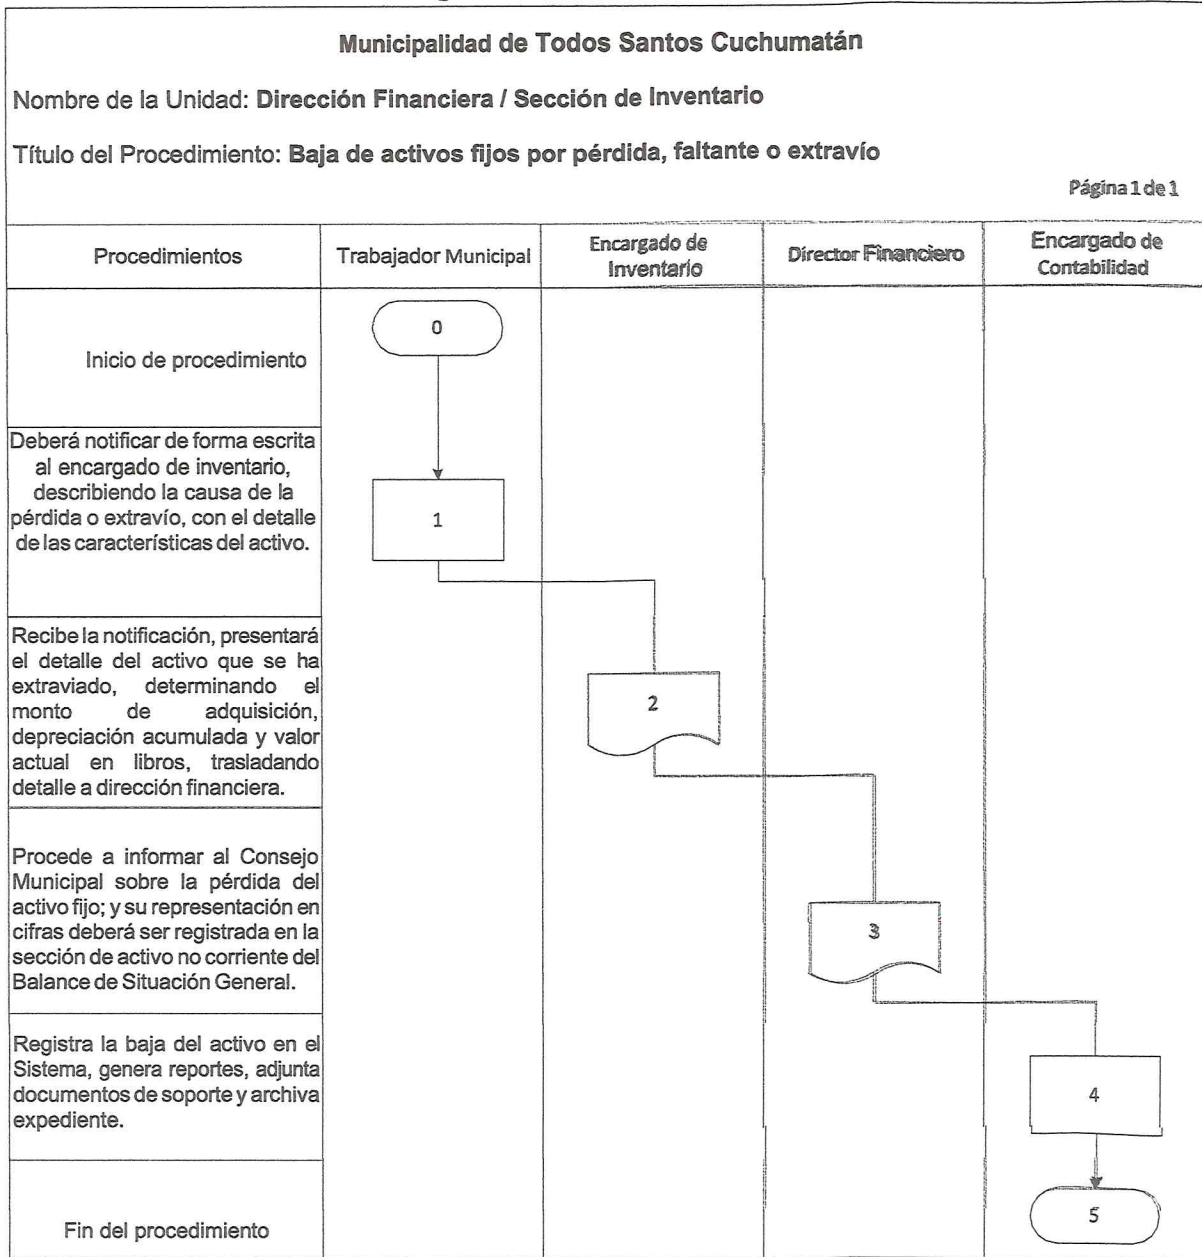 Municipalidad de Todos Santos Cuchumatán
Nombre de la Unidad: Dirección Financiera / Sección de Inventario
Título del Procedimiento: Baja de activos fijos por pérdida, faltante o extravío
Página 1 de 1
Procedimientos
Trabajador Municipal
Encargado de
Inventario
Director Financiero
Encargado de
Contabilidad
Inicio de procedimiento
0
Deberá notificar de forma escrita
al encargado de inventario,
describiendo la causa de la
pérdida o extravío, con el detalle
de las características del activo.
1
Recibe la notificación, presentará
el detalle del activo que se ha
extraviado, determinando el
monto de adquisición,
depreciación acumulada y valor
actual en libros, trasladando
detalle a dirección financiera.
2
Procede a informar al Consejo
Municipal sobre la pérdida del
activo fijo; y su representación en
cifras deberá ser registrada en la
sección de activo no corriente del
Balance de Situación General.
3
Registra la baja del activo en el
Sistema, genera reportes, adjunta
documentos de soporte y archiva
expediente.
4
Fin del procedimiento
5